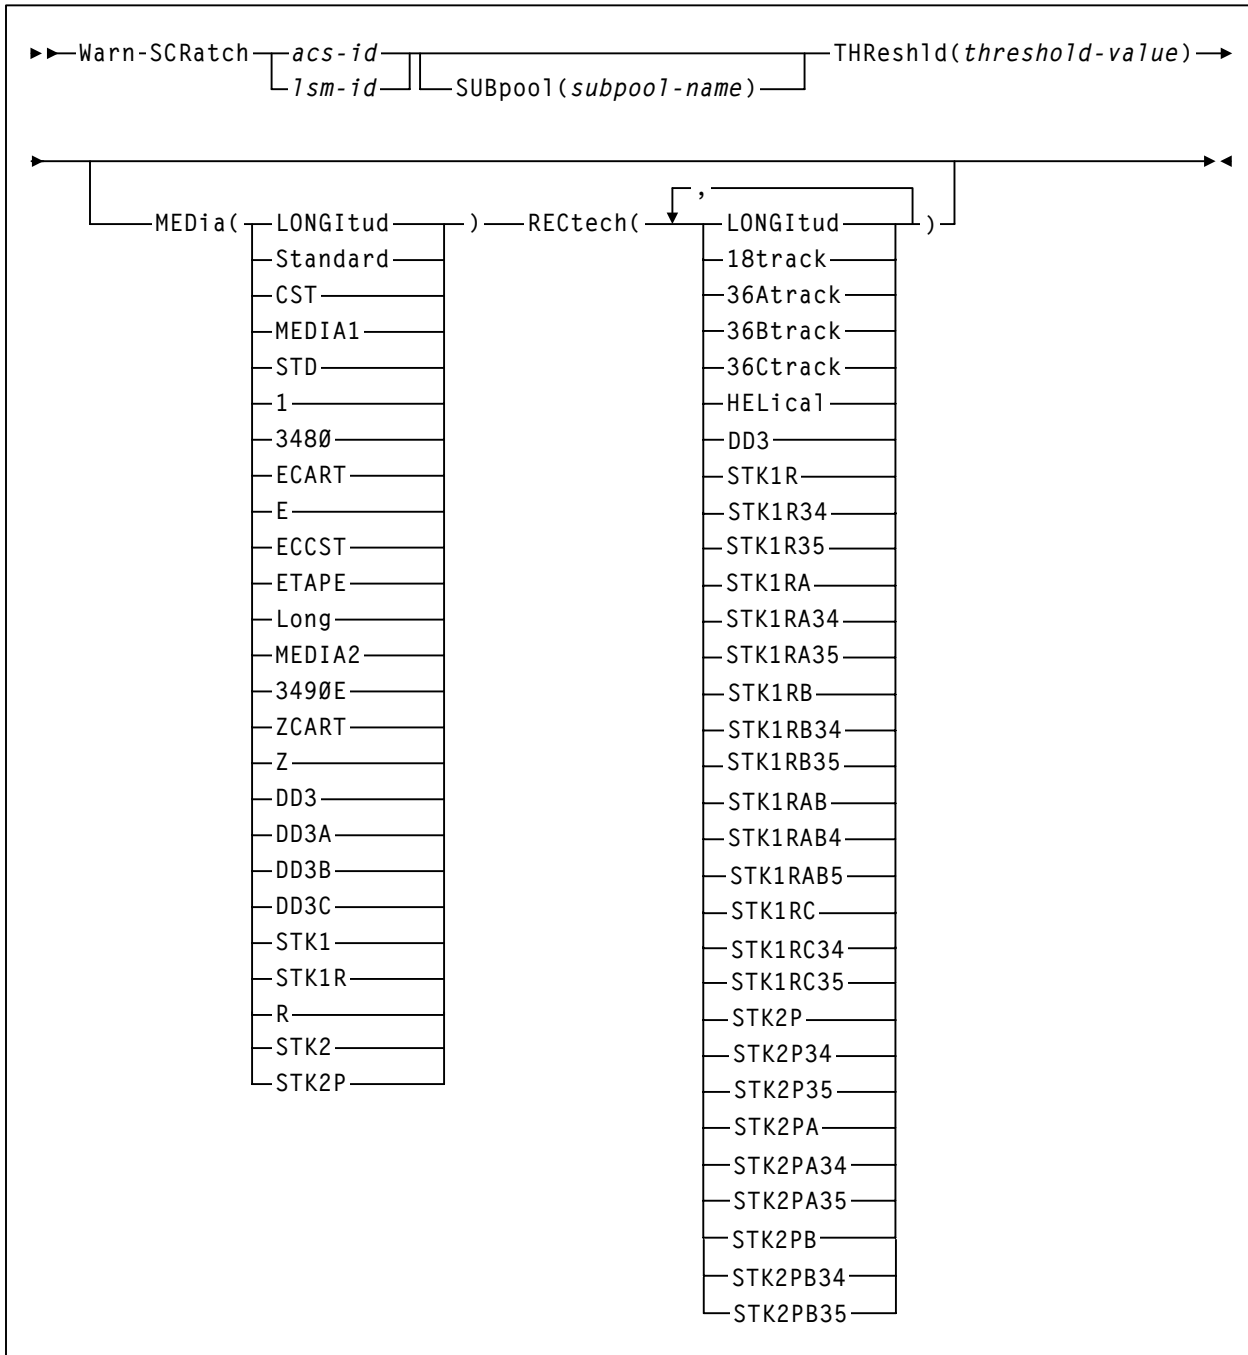 Warn-SCRatch acs-id THReshld(threshold-value)
lsm-id SUBpool(subpool-name)
,
MEDia( LONGItud ) RECtech( LONGItud )
Standard 18track
CST 36Atrack
MEDIA1 36Btrack
STD 36Ctrack
1 HELical
348Ø DD3
ECART STK1R
E STK1R34
ECCST STK1R35
ETAPE STK1RA
Long STK1RA34
MEDIA2 STK1RA35
349ØE STK1RB
ZCART STK1RB34
Z STK1RB35
DD3 STK1RAB
DD3A STK1RAB4
DD3B STK1RAB5
DD3C STK1RC
STK1 STK1RC34
STK1R STK1RC35
R STK2P
STK2 STK2P34
STK2P STK2P35
STK2PA
STK2PA34
STK2PA35
STK2PB
STK2PB34
STK2PB35